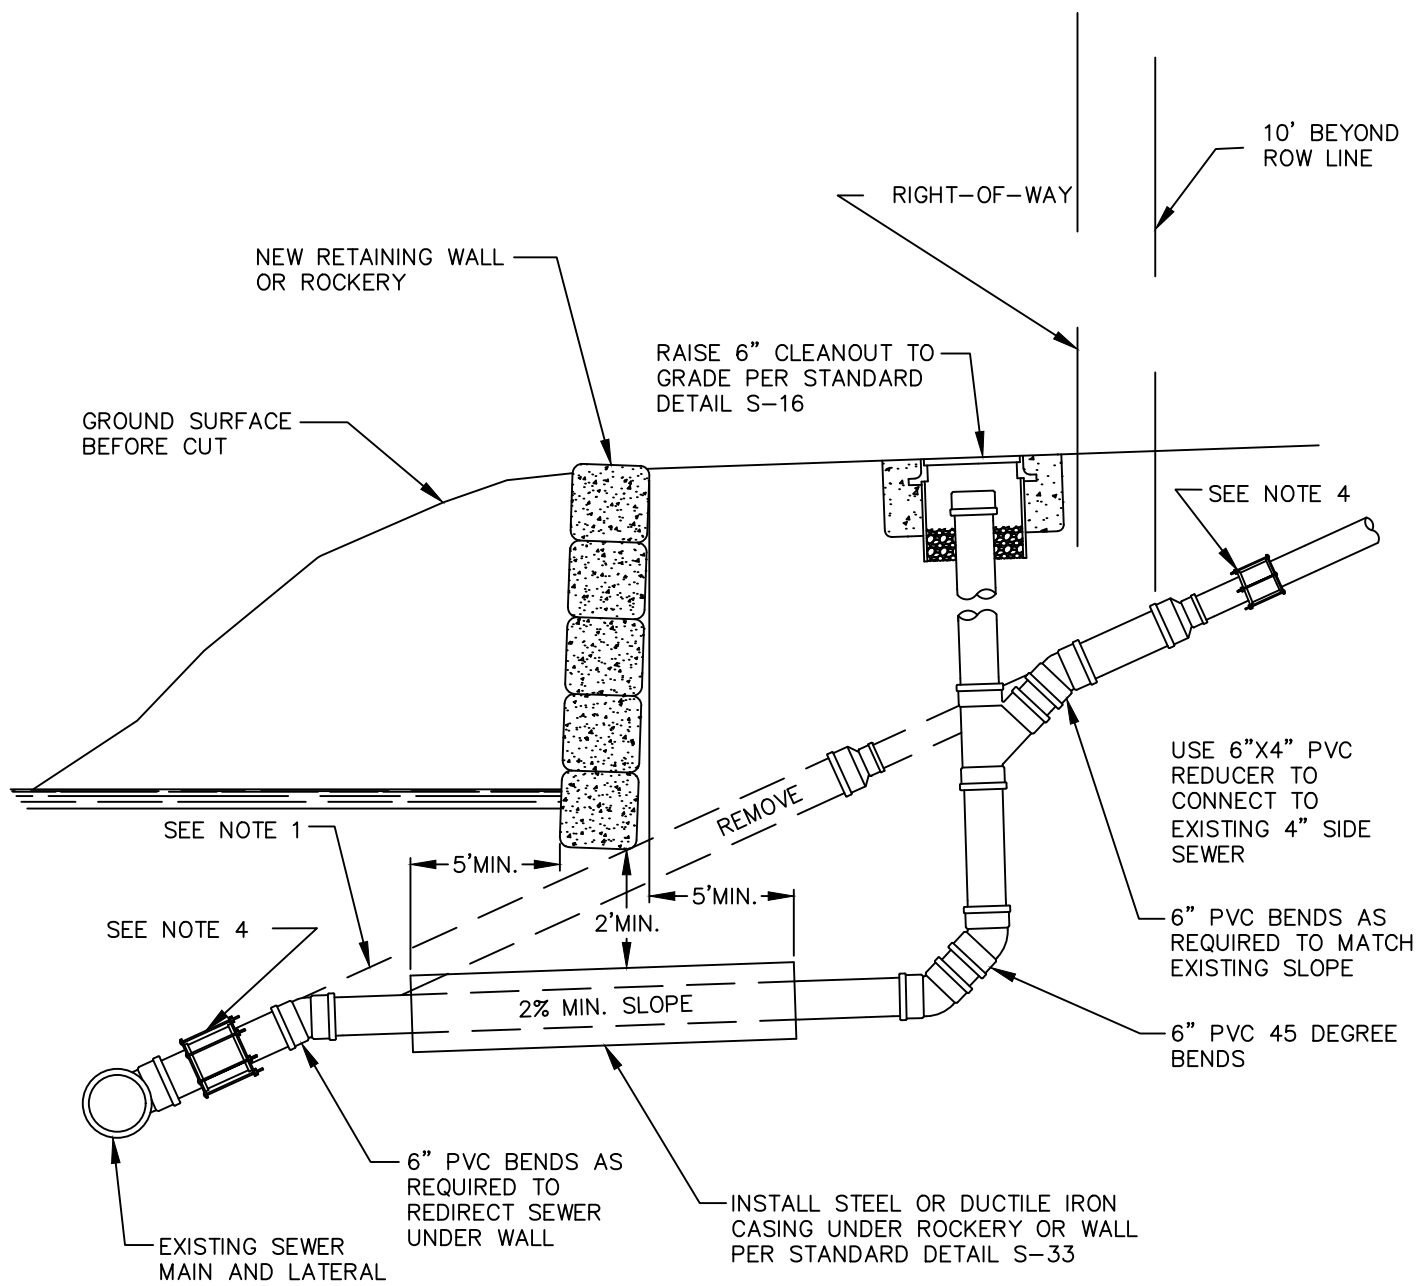 10' BEYOND
ROW LINE
RIGHT-OF-WAY
NEW RETAINING WALL
OR ROCKERY
RAISE 6" CLEANOUT TO
GRADE PER STANDARD
DETAIL S-16
GROUND SURFACE
BEFORE CUT
SEE NOTE 4
USE 6"X4" PVC
REDUCER TO
CONNECT TO
EXISTING 4" SIDE
SEWER
REMOVE
SEE NOTE 1
5'MIN.
5'MIN.
2'MIN.
SEE NOTE 4
6" PVC BENDS AS
REQUIRED TO MATCH
EXISTING SLOPE
2% MIN. SLOPE
6" PVC 45 DEGREE
BENDS
6" PVC BENDS AS
REQUIRED TO
REDIRECT SEWER
UNDER WALL
INSTALL STEEL OR DUCTILE IRON
CASING UNDER ROCKERY OR WALL
PER STANDARD DETAIL S-33
EXISTING SEWER
MAIN AND LATERAL